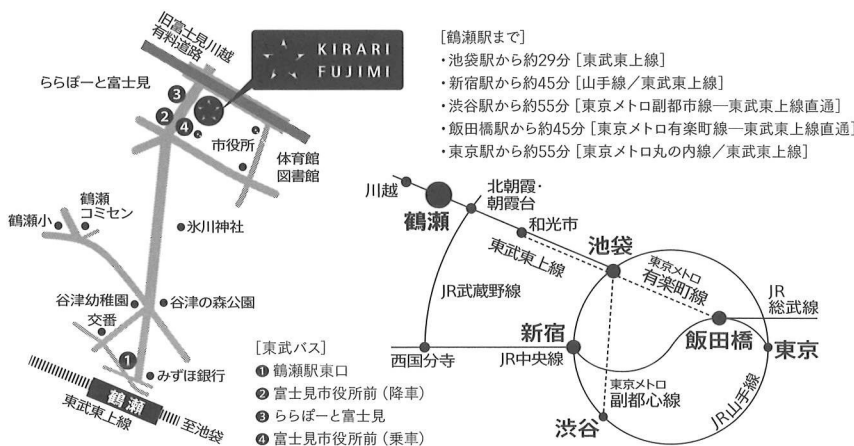 旧富士見川越
有料道路
KIRARI
FUJIMI
ららぽーと富士見
3
2
4
市役所
体育館
図書館
鶴瀬
コミセン
鶴瀬小
氷川神社
谷津幼稚園
谷津の森公園
交番
1
みずほ銀行
鶴瀬
東武東上線
至池袋
[東武バス]
❶ 鶴瀬駅東口
❷ 富士見市役所前（降車）
❸ ららぽーと富士見
❹ 富士見市役所前（乗車）
[鶴瀬駅まで]
・池袋駅から約29分 [東武東上線]
・新宿駅から約45分 [山手線／東武東上線]
・渋谷駅から約55分 [東京メトロ副都市線―東武東上線直通]
・飯田橋駅から約45分 [東京メトロ有楽町線―東武東上線直通]
・東京駅から約55分 [東京メトロ丸の内線／東武東上線]
川越
鶴瀬
北朝霞・
朝霞台
和光市
東武東上線
池袋
東京メトロ
有楽町線
JR武蔵野線
JR
総武線
新宿
飯田橋
東京
西国分寺
JR中央線
東京メトロ
副都心線
JR山手線
渋谷